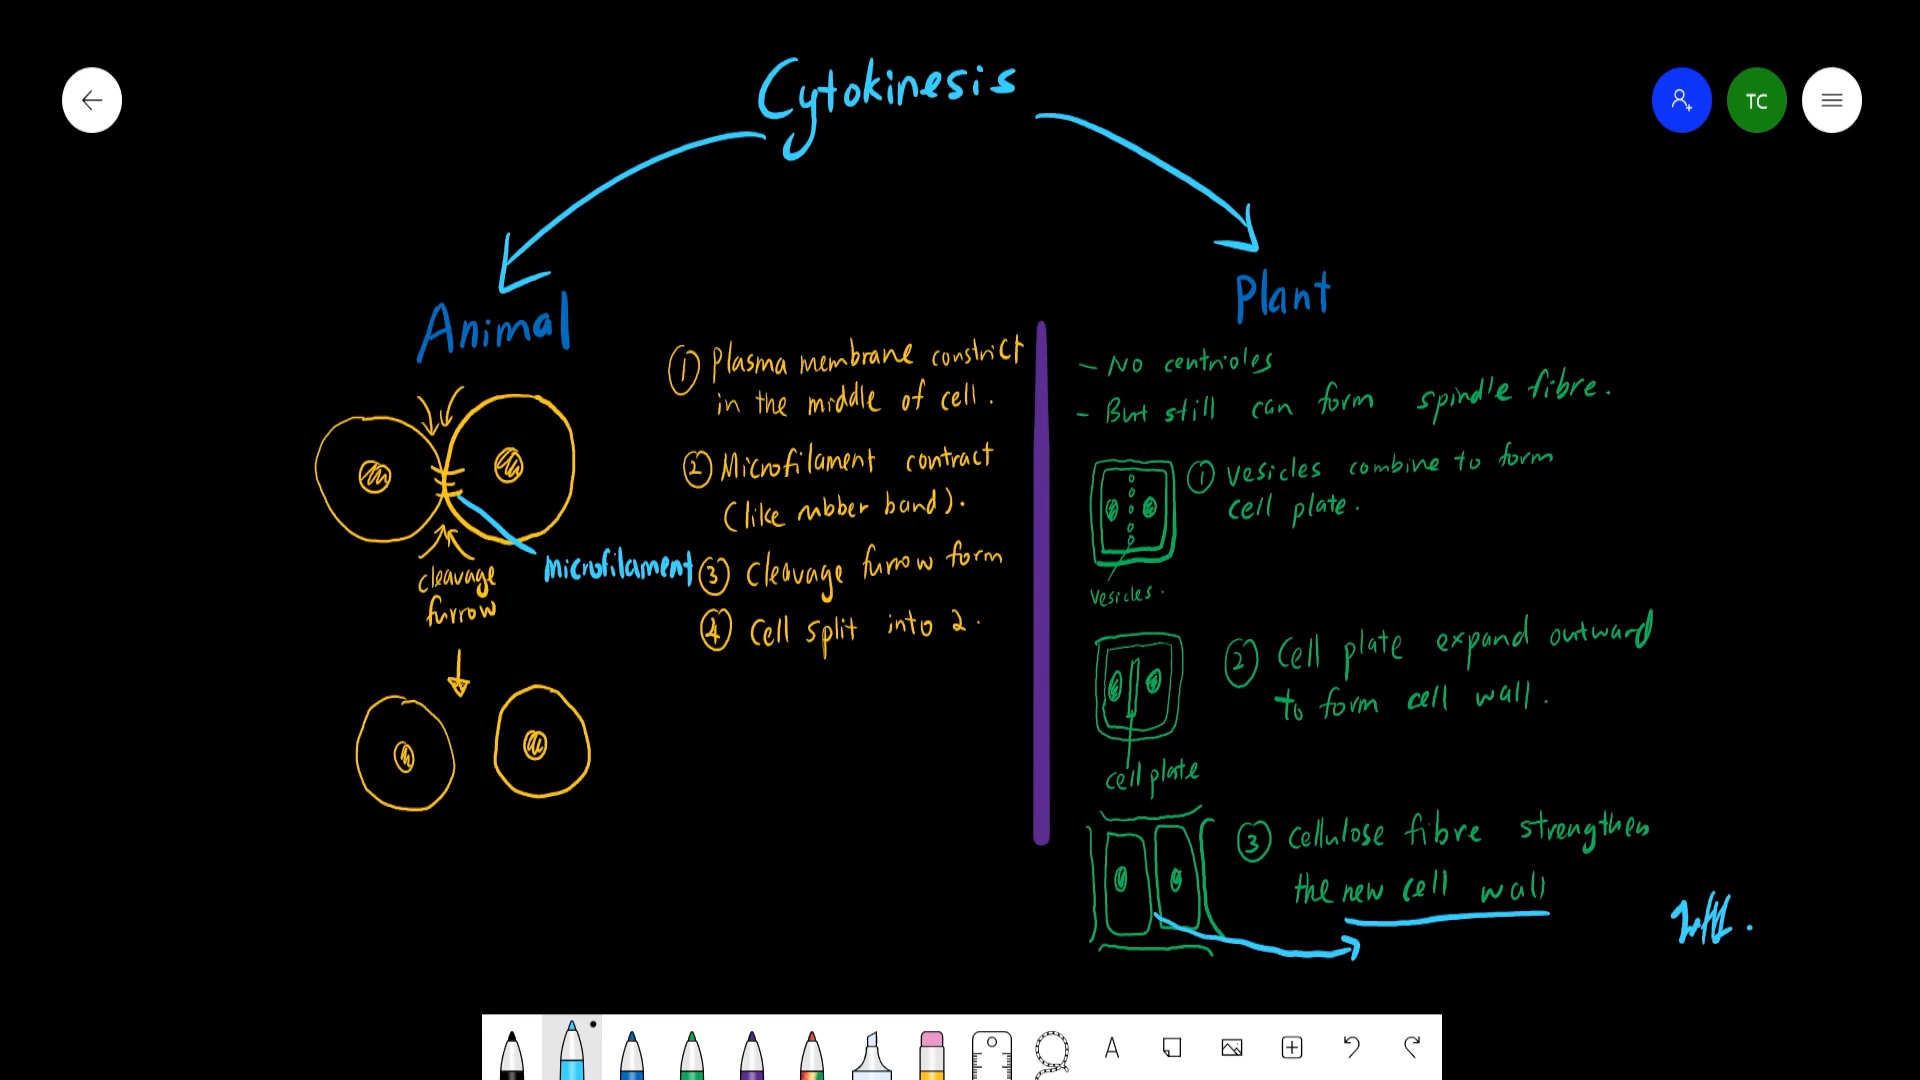 Cytokinesis
TC
Animal
Plant
① Plasma membrane constrict
in the middle of cell.
② Microfilament contract
(like rubber band).
③ Cleavage furrow form
④ Cell split into 2.
cleavage
furrow
Microfilament
- No centrioles
- But still can form spindle fibre.
① Vesicles combine to form
cell plate.
Vesicles.
② Cell plate expand outward
to form cell wall.
cell plate
③ Cellulose fibre strengthen
the new cell wall
A